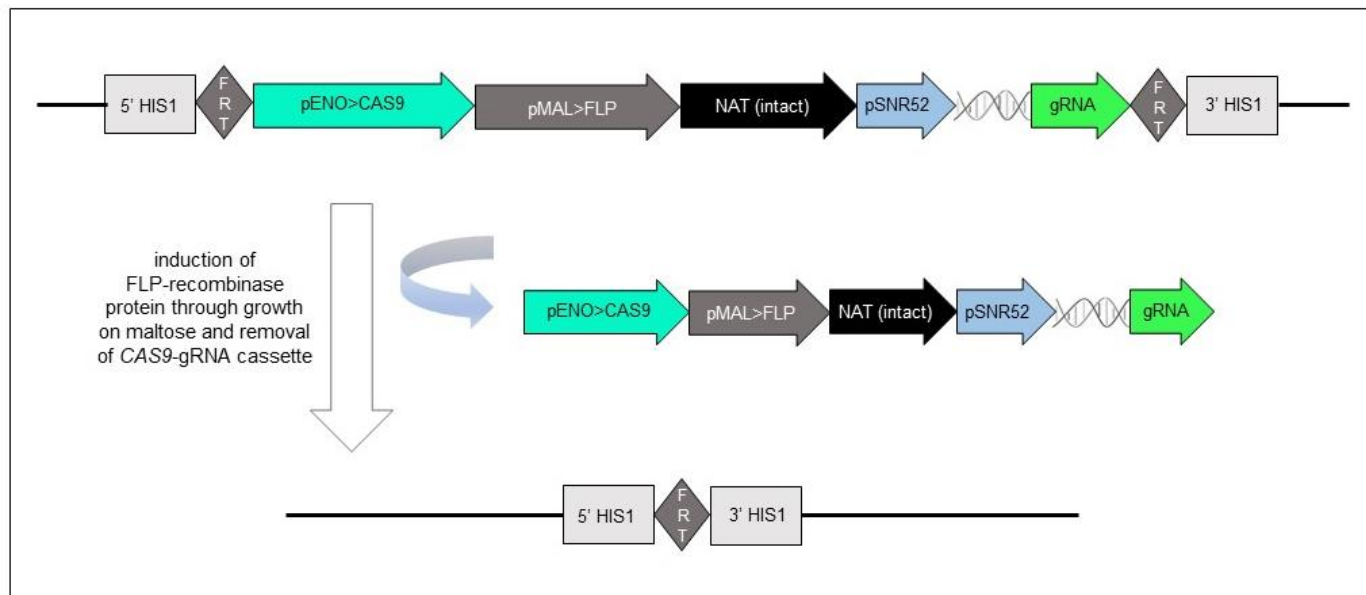 5' HIS1
F
R
T
pENO>CAS9
pMAL>FLP
NAT (intact)
pSNR52
gRNA
F
R
T
3' HIS1
induction of
FLP-recombinase
protein through growth
on maltose and removal
of CAS9-gRNA cassette
pENO>CAS9
pMAL>FLP
NAT (intact)
pSNR52
gRNA
5' HIS1
F
R
T
3' HIS1